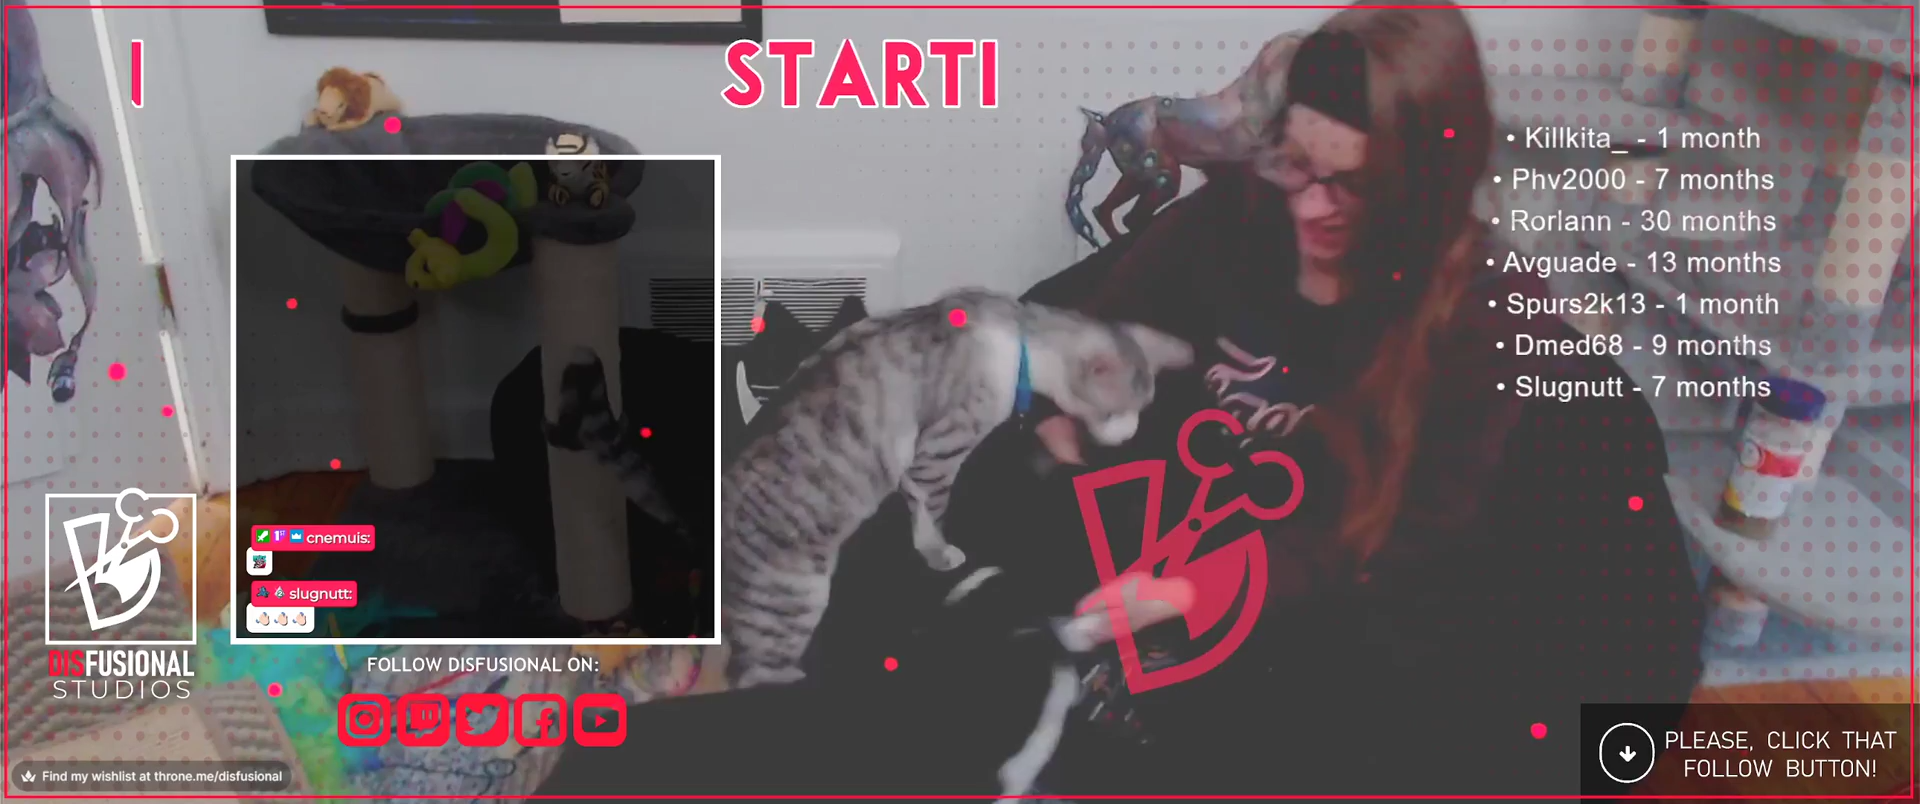 I
STARTI
• Killkita_ - 1 month
• Phv2000 - 7 months
• Rorlann - 30 months
• Avguade - 13 months
• Spurs2k13 - 1 month
• Dmed68 - 9 months
• Slugnutt - 7 months
cnemuis:
slugnutt:
DISFUSIONAL
STUDIOS
FOLLOW DISFUSIONAL ON:
Find my wishlist at throne.me/disfusional
PLEASE, CLICK THAT
FOLLOW BUTTON!